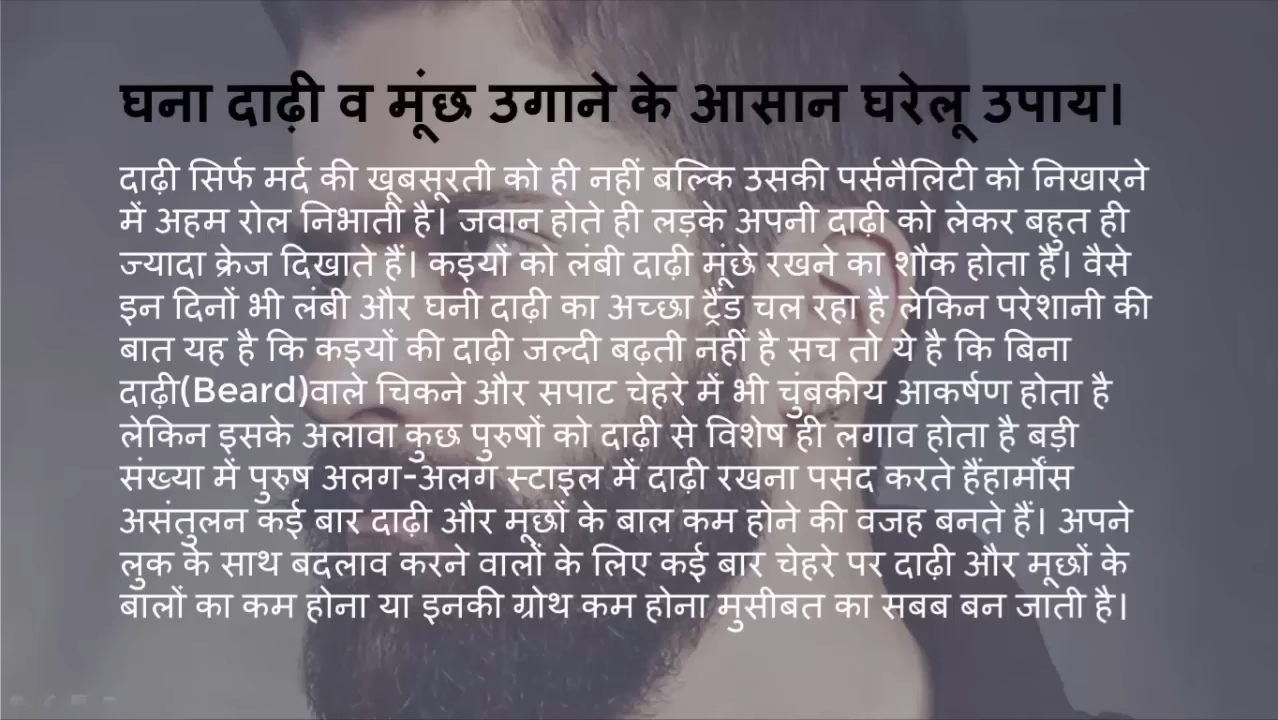 घना दाढ़ी व मूंछ उगाने के आसान घरेलू उपाय।
दाढ़ी सिर्फ मर्द की खूबसूरती को ही नहीं बल्कि उसकी पर्सनैलिटी को निखारने
में अहम रोल निभाती है। जवान होते ही लड़के अपनी दाढ़ी को लेकर बहुत ही
ज्यादा क्रेज दिखाते हैं। कइयों को लंबी दाढ़ी मूंछे रखने का शौक होता है। वैसे
इन दिनों भी लंबी और घनी दाढ़ी का अच्छा ट्रैंड चल रहा है लेकिन परेशानी की
बात यह है कि कइयों की दाढ़ी जल्दी बढ़ती नहीं है सच तो ये है कि बिना
दाढ़ी(Beard)वाले चिकने और सपाट चेहरे में भी चुंबकीय आकर्षण होता है
लेकिन इसके अलावा कुछ पुरुषों को दाढ़ी से विशेष ही लगाव होता है बड़ी
संख्या में पुरुष अलग-अलग स्टाइल में दाढ़ी रखना पसंद करते हैंहार्मोंस
असंतुलन कई बार दाढ़ी और मूछों के बाल कम होने की वजह बनते हैं। अपने
लुक के साथ बदलाव करने वालों के लिए कई बार चेहरे पर दाढ़ी और मूछों के
बालों का कम होना या इनकी ग्रोथ कम होना मुसीबत का सबब बन जाती है।